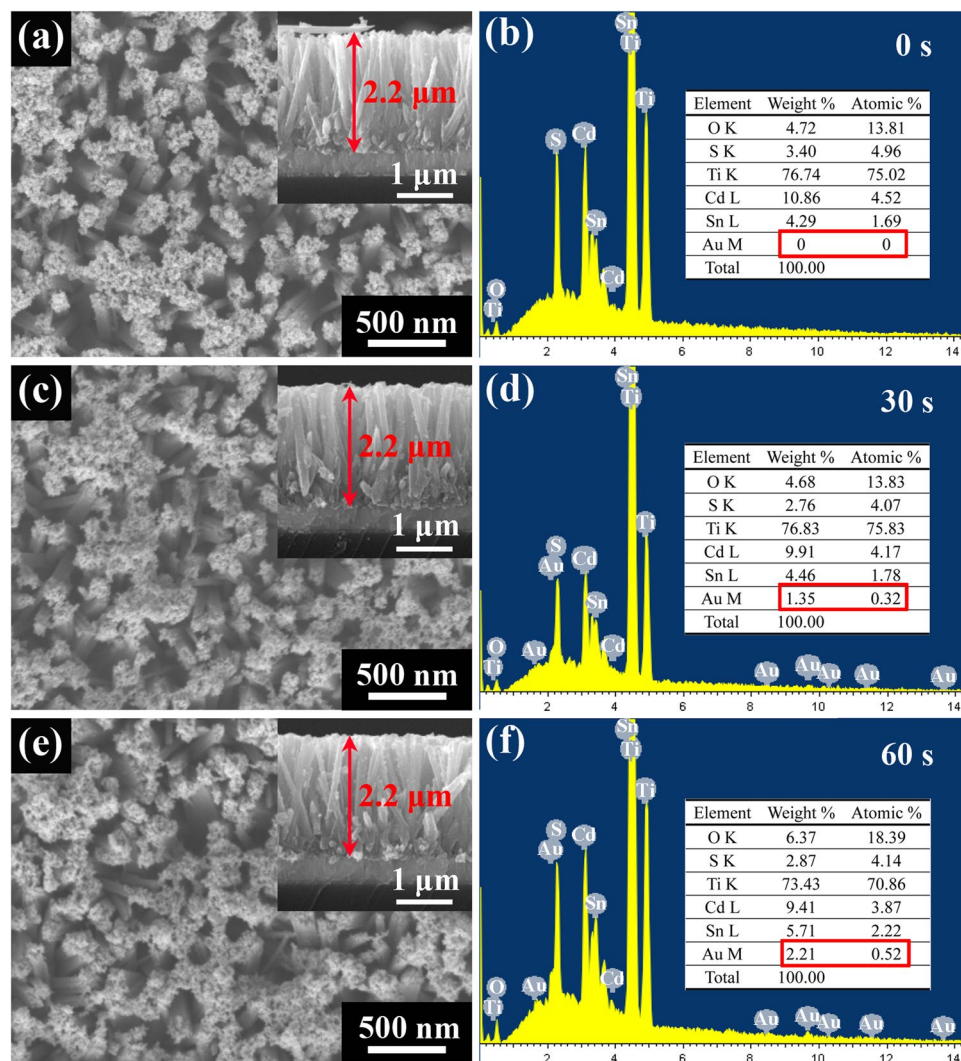 (a)
2.2 μm
1 μm
500 nm
(b)
0 s
Sn
Ti
Ti
S
Cd
Sn
Cd
O
Ti
Element Weight % Atomic %
O K 4.72 13.81
S K 3.40 4.96
Ti K 76.74 75.02
Cd L 10.86 4.52
Sn L 4.29 1.69
Au M 0 0
Total 100.00
2 4 6 8 10 12 14
(c)
2.2 μm
1 μm
500 nm
(d)
30 s
Sn
Ti
Ti
S
Au
Cd
Sn
Cd
O
Ti
Au
Au
Au
Au
Au
Au
Element Weight % Atomic %
O K 4.68 13.83
S K 2.76 4.07
Ti K 76.83 75.83
Cd L 9.91 4.17
Sn L 4.46 1.78
Au M 1.35 0.32
Total 100.00
2 4 6 8 10 12 14
(e)
2.2 μm
1 μm
500 nm
(f)
60 s
Sn
Ti
Ti
S
Au
Cd
Sn
Cd
O
Ti
Au
Au
Au
Au
Au
Au
Element Weight % Atomic %
O K 6.37 18.39
S K 2.87 4.14
Ti K 73.43 70.86
Cd L 9.41 3.87
Sn L 5.71 2.22
Au M 2.21 0.52
Total 100.00
2 4 6 8 10 12 14